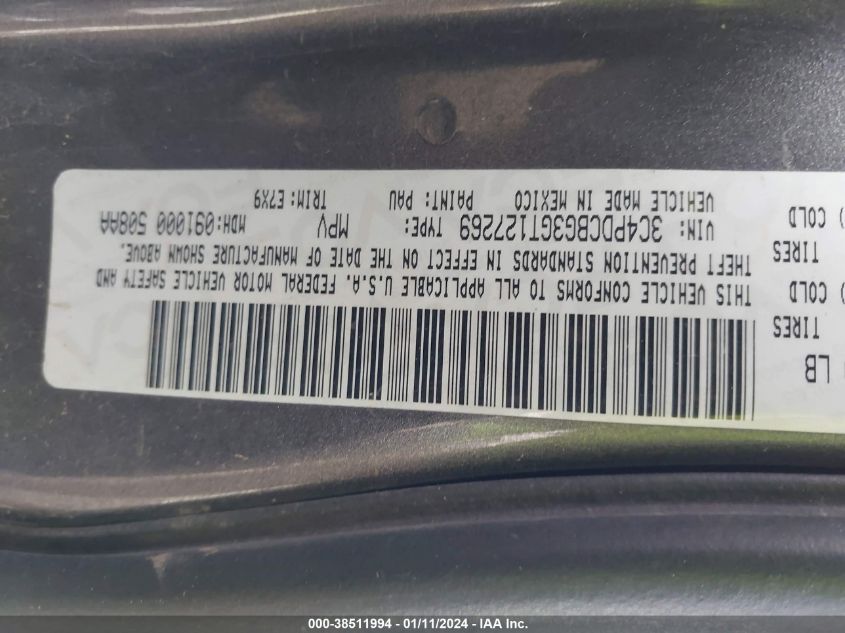 LB
TIRES
) COLD
TIRES
) COLD
THIS VEHICLE CONFORMS TO ALL APPLICABLE U.S.A. FEDERAL MOTOR VEHICLE SAFETY AND
THEFT PREVENTION STANDARDS IN EFFECT ON THE DATE OF MANUFACTURE SHOWN ABOVE.
VIN: 3C4PDCBG3GT127269 TYPE: MPV MDH:091000 508AA
VEHICLE MADE IN MEXICO PAINT: PAU TRIM:E7X9
000-38511994 - 01/11/2024 - IAA Inc.